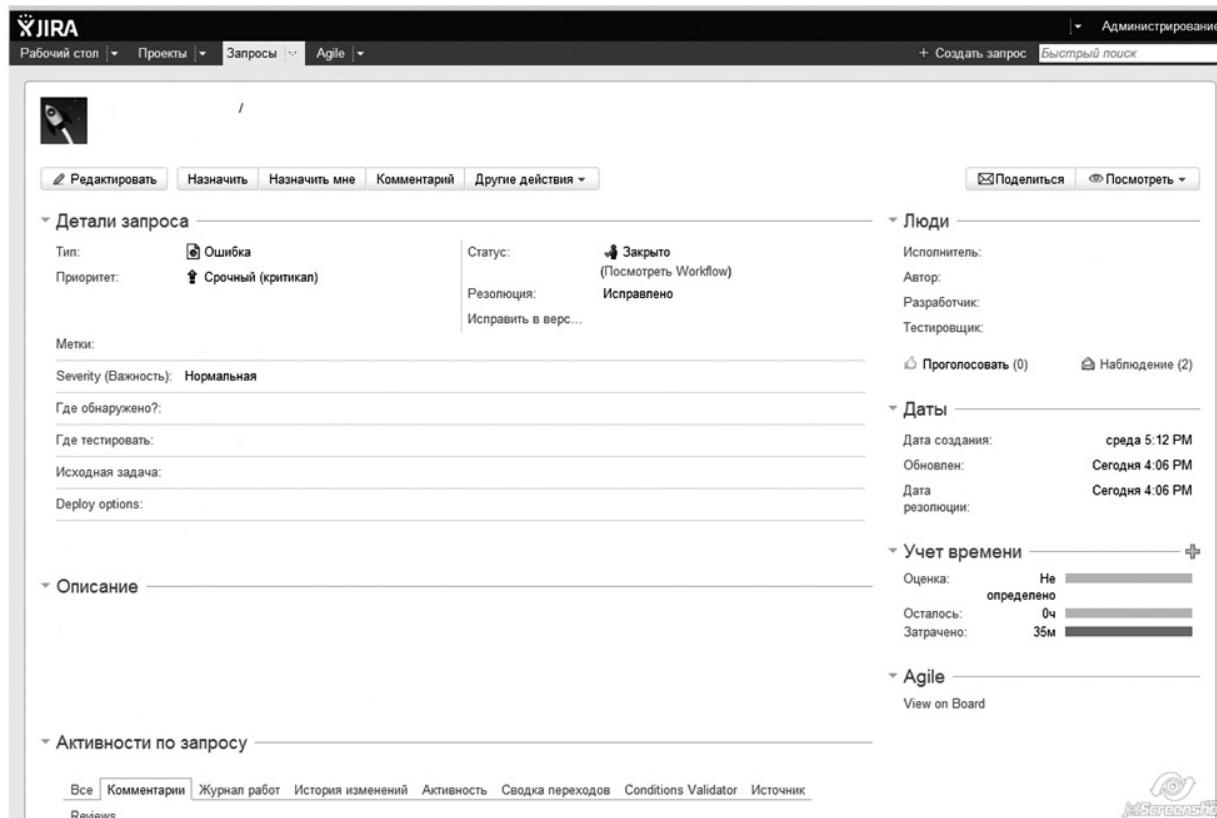 JIRA
Администрирование
Рабочий стол Проекты Запросы Agile + Создать запрос Быстрый поиск
/
Редактировать Назначить Назначить мне Комментарий Другие действия Поделиться Посмотреть
Детали запроса
Тип: Ошибка Статус: Закрыто
(Посмотреть Workflow)
Приоритет: Срочный (критикал)
Резолюция: Исправлено
Исправить в верс...
Метки:
Severity (Важность): Нормальная
Где обнаружено?:
Где тестировать:
Исходная задача:
Deploy options:
Описание
Активности по запросу
Все Комментарии Журнал работ История изменений Активность Сводка переходов Conditions Validator Источник
Reviews
Люди
Исполнитель:
Автор:
Разработчик:
Тестировщик:
Проголосовать (0) Наблюдение (2)
Даты
Дата создания: среда 5:12 PM
Обновлен: Сегодня 4:06 PM
Дата Сегодня 4:06 PM
резолюции:
Учет времени
Оценка: Не
определено
Осталось: 0ч
Затрачено: 35м
Agile
View on Board